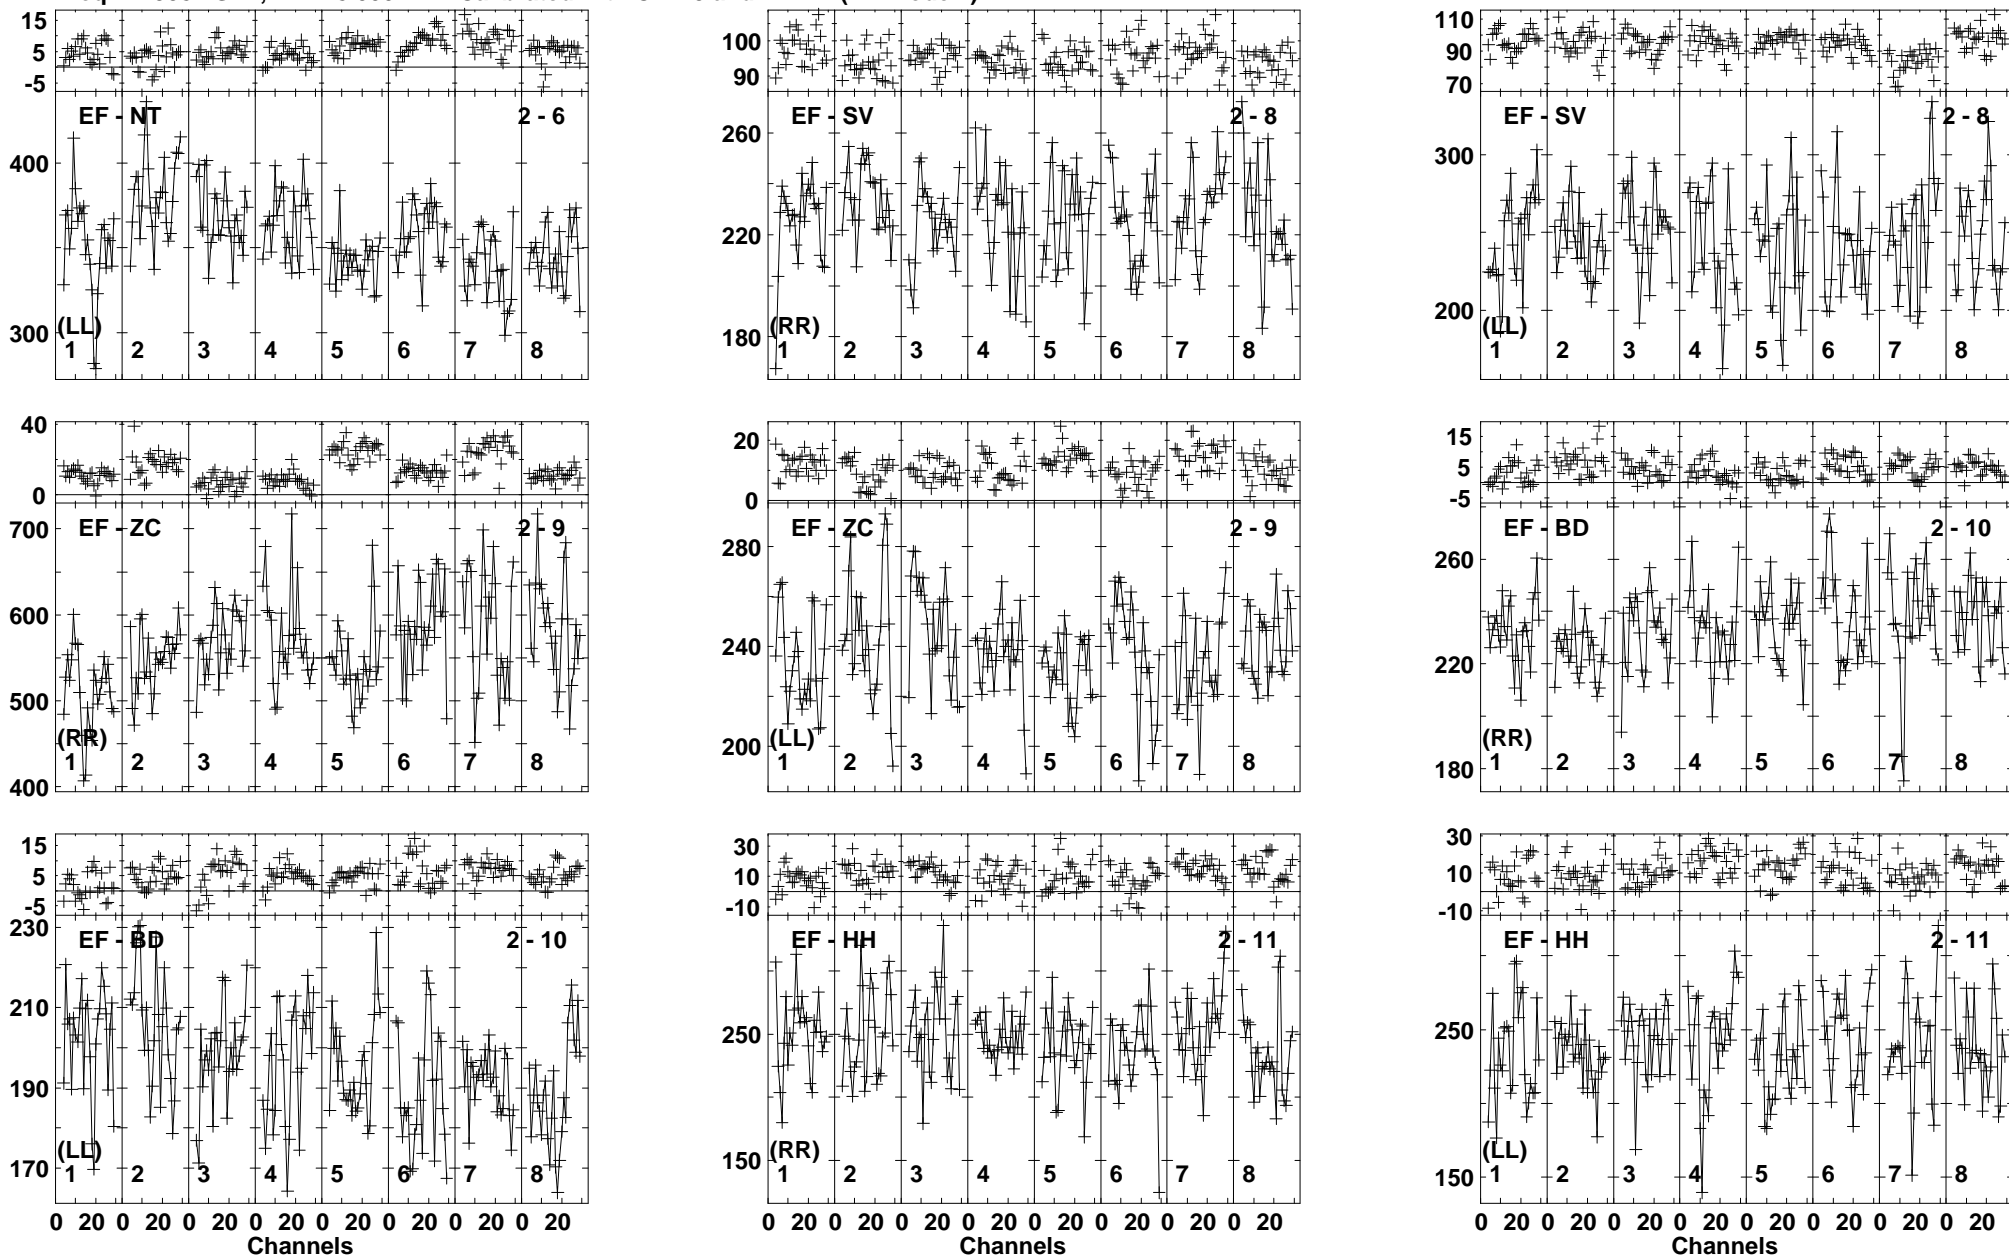 15 5 -5 EF - NT 2 - 6 400 300 (LL) 1 2 3 4 5 6 7 8
100 90 EF - SV 2 - 8 260 220 180 (RR) 1 2 3 4 5 6 7 8
110 90 70 EF - SV 2 - 8 300 200 (LL) 1 2 3 4 5 6 7 8
40 0 EF - ZC 2 - 9 700 600 500 400 (RR) 1 2 3 4 5 6 7 8
20 0 EF - ZC 2 - 9 280 240 200 (LL) 1 2 3 4 5 6 7 8
15 5 -5 EF - BD 2 - 10 260 220 180 (RR) 1 2 3 4 5 6 7 8
15 5 -5 EF - BD 2 - 10 230 210 190 170 (LL) 1 2 3 4 5 6 7 8
0 20 0 20 0 20 0 20 0 20 0 20 0 20 0 20
Channels
30 10 -10 EF - HH 2 - 11 250 150 (RR) 1 2 3 4 5 6 7 8
0 20 0 20 0 20 0 20 0 20 0 20 0 20 0 20
Channels
30 10 -10 EF - HH 2 - 11 250 150 (LL) 1 2 3 4 5 6 7 8
0 20 0 20 0 20 0 20 0 20 0 20 0 20 0 20
Channels